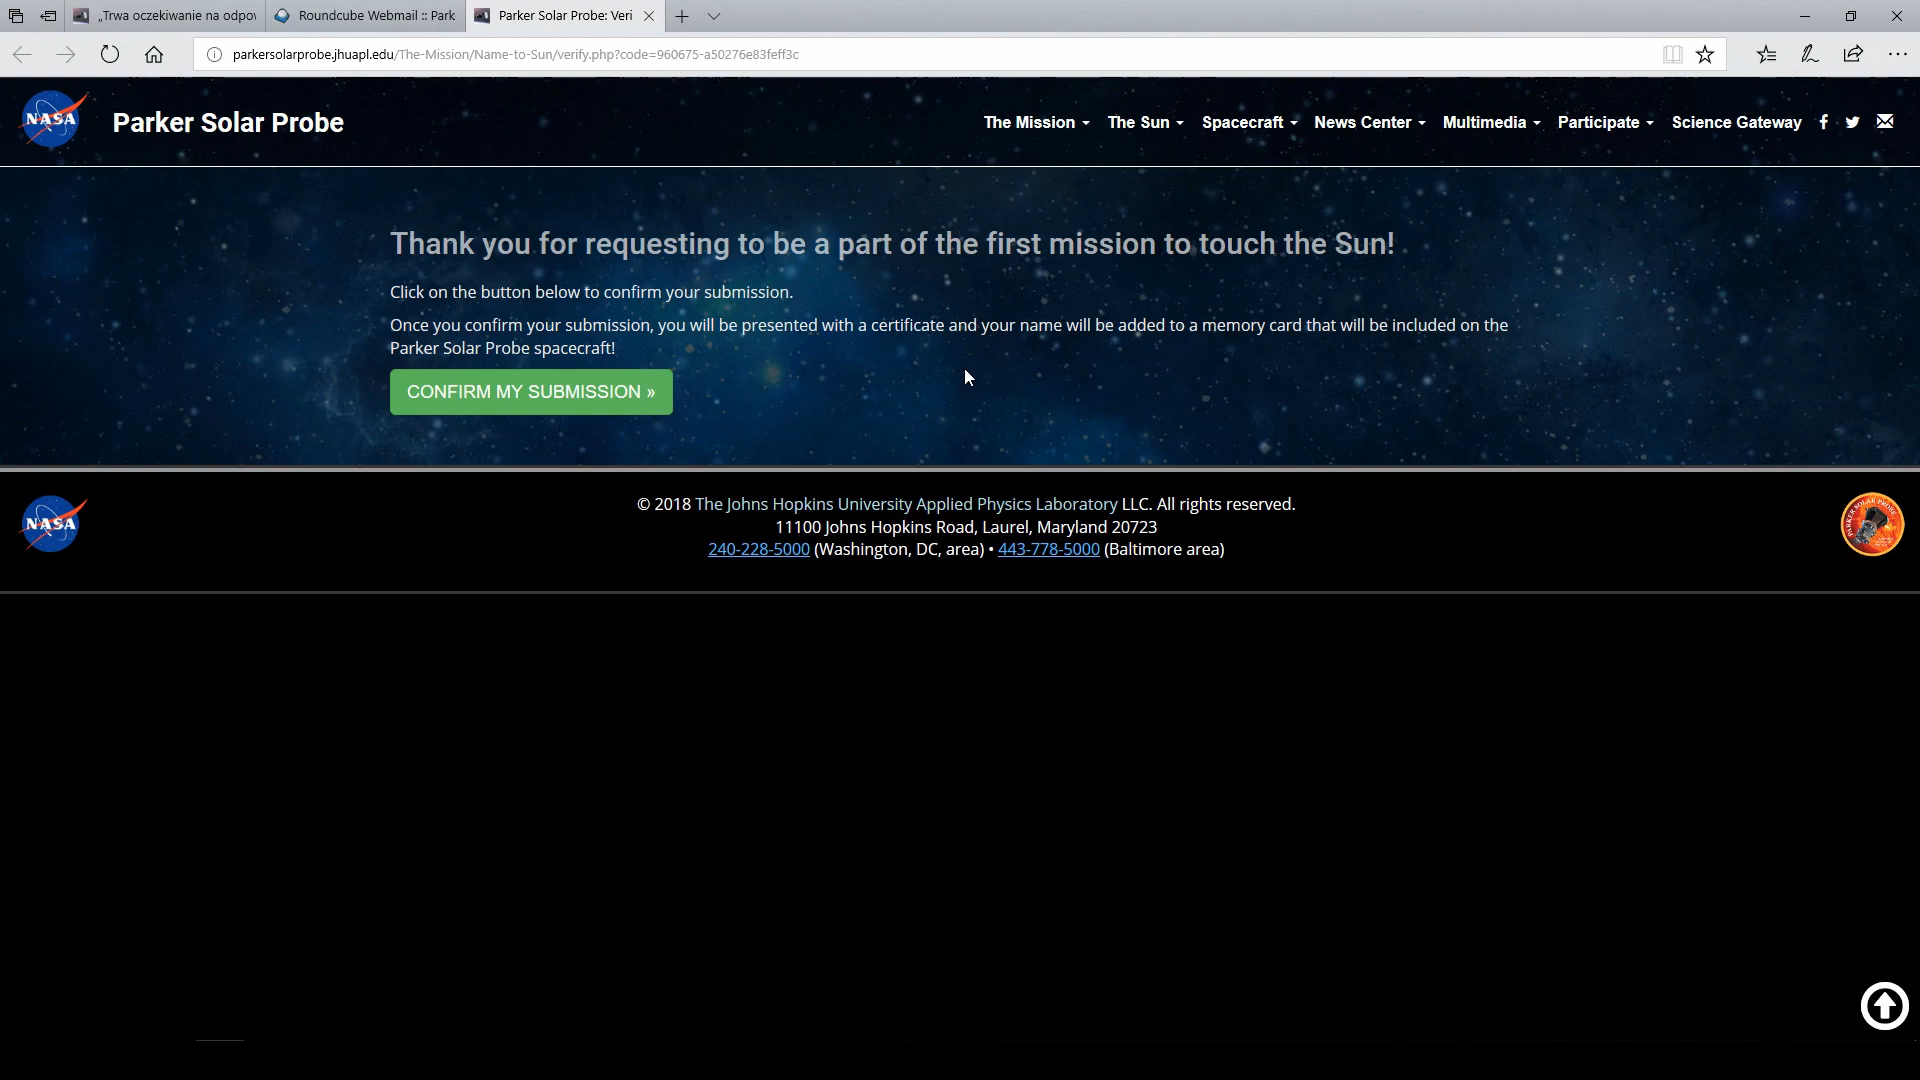 „Trwa oczekiwanie na odpov
Roundcube Webmail :: Park
Parker Solar Probe: Veri
parkersolarprobe.jhuapl.edu/The-Mission/Name-to-Sun/verify.php?code=960675-a50276e83feff3c
NASA
Parker Solar Probe
The Mission
The Sun
Spacecraft
News Center
Multimedia
Participate
Science Gateway
Thank you for requesting to be a part of the first mission to touch the Sun!
Click on the button below to confirm your submission.
Once you confirm your submission, you will be presented with a certificate and your name will be added to a memory card that will be included on the
Parker Solar Probe spacecraft!
CONFIRM MY SUBMISSION »
NASA
© 2018 The Johns Hopkins University Applied Physics Laboratory LLC. All rights reserved.
11100 Johns Hopkins Road, Laurel, Maryland 20723
240-228-5000 (Washington, DC, area) • 443-778-5000 (Baltimore area)
PARKER SOLAR PROBE